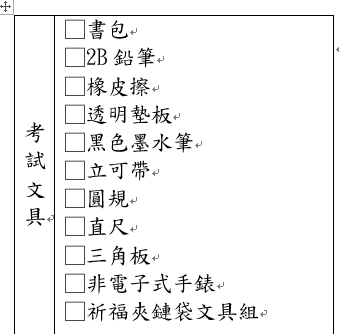 考試文具
□書包
□2B 鉛筆
□橡皮擦
□透明墊板
□黑色墨水筆
□立可帶
□圓規
□直尺
□三角板
□非電子式手錶
□祈福夾鏈袋文具組